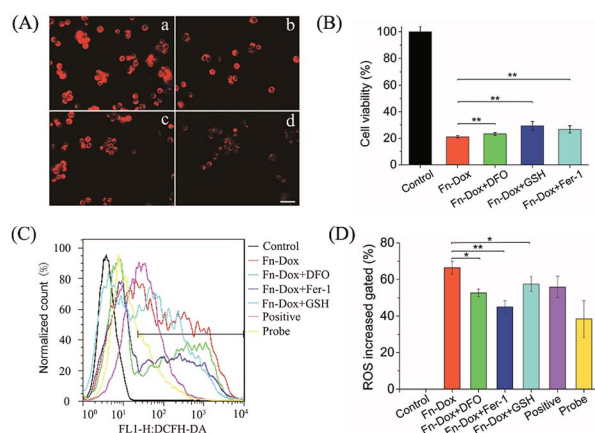 (A)
a
b
c
d
(B)
Cell viability (%)
100
80
60
40
20
0
**
**
**
Control
Fn-Dox
Fn-Dox+DFO
Fn-Dox+GSH
Fn-Dox+Fer-1
(C)
Normalized count (%)
100
80
60
40
20
0
10⁰
10¹
10²
10³
10⁴
FL1-H:DCFH-DA
Control
Fn-Dox
Fn-Dox+DFO
Fn-Dox+Fer-1
Fn-Dox+GSH
Positive
Probe
(D)
ROS increased gated (%)
80
60
40
20
0
*
**
*
Control
Fn-Dox
Fn-Dox+DFO
Fn-Dox+Fer-1
Fn-Dox+GSH
Positive
Probe